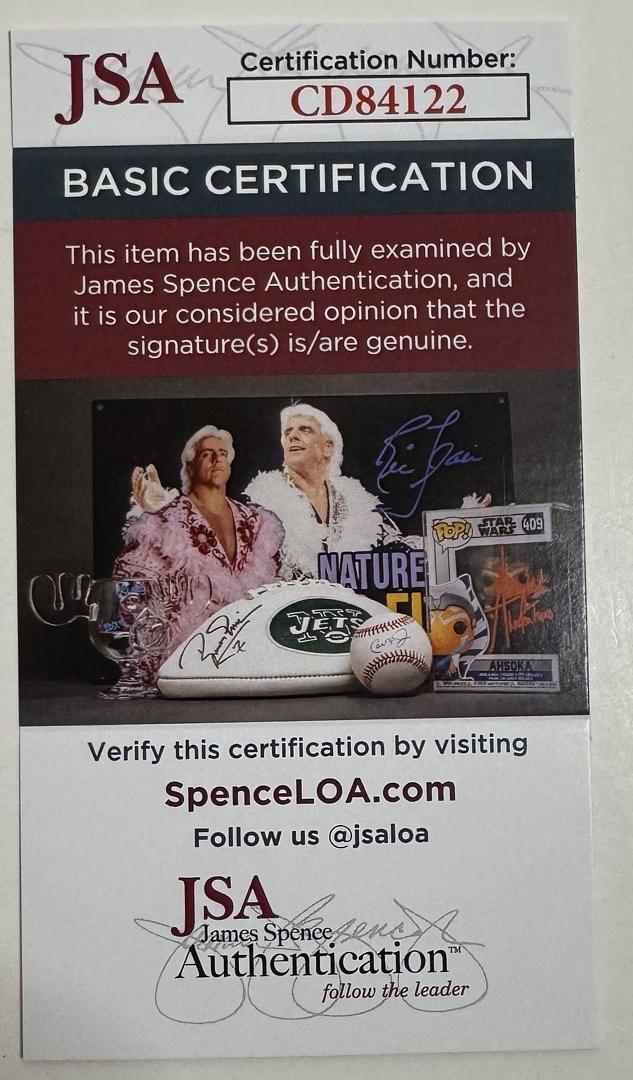 JSA
Certification Number:
CD84122
BASIC CERTIFICATION
This item has been fully examined by
James Spence Authentication, and
it is our considered opinion that the
signature(s) is/are genuine.
POP!
STAR
WARS
409
NATURE
JETS
AHSOKA
Verify this certification by visiting
SpenceLOA.com
Follow us @jsaloa
JSA
James Spence
Authentication™
follow the leader